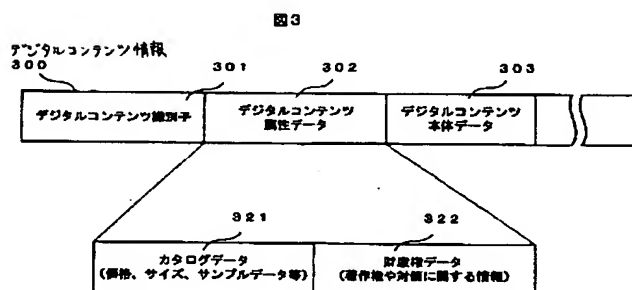 図3
デジタルコンテンツ情報
300
301
302
303
デジタルコンテンツ識別子
デジタルコンテンツ
属性データ
デジタルコンテンツ
本体データ
321
322
カタログデータ
(価格、サイズ、サンプルデータ等)
財産権データ
(著作権や対価に関する情報)